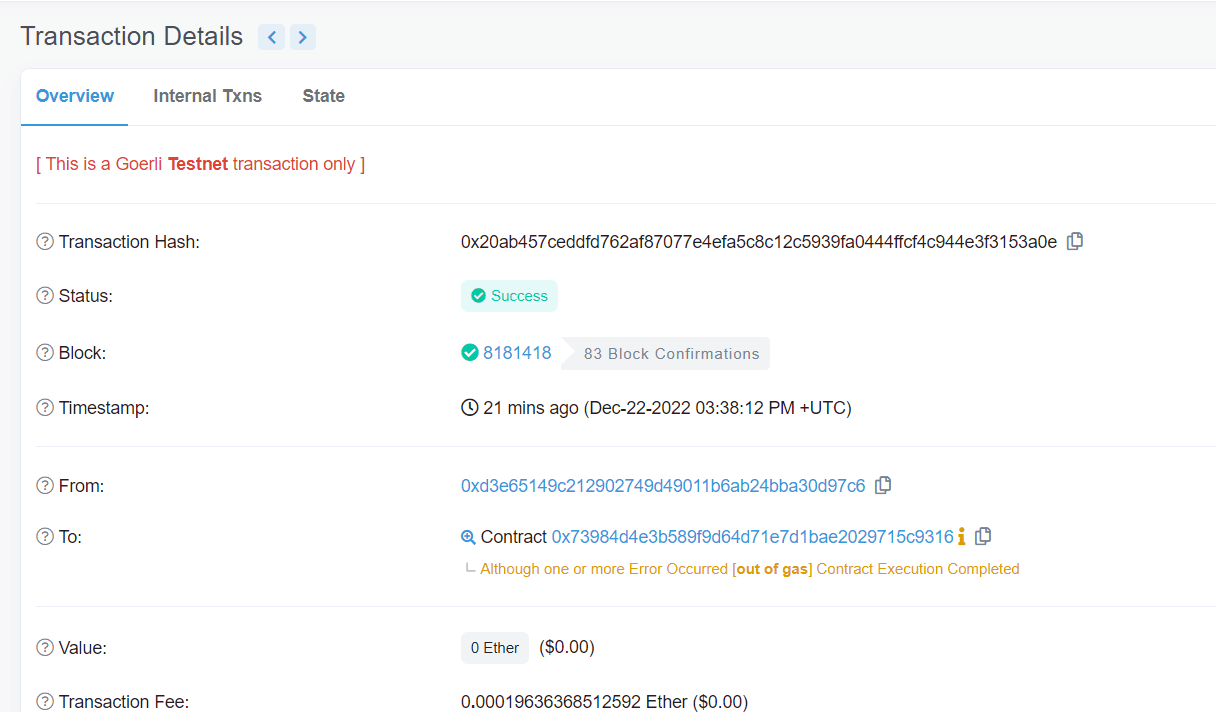 Transaction Details
Overview Internal Txns State
[ This is a Goerli Testnet transaction only ]
Transaction Hash: 0x20ab457ceddfd762af87077e4efa5c8c12c5939fa0444ffcf4c944e3f3153a0e
Status: Success
Block: 8181418 83 Block Confirmations
Timestamp: 21 mins ago (Dec-22-2022 03:38:12 PM +UTC)
From: 0xd3e65149c212902749d49011b6ab24bba30d97c6
To: Contract 0x73984d4e3b589f9d64d71e7d1bae2029715c9316
Although one or more Error Occurred [out of gas] Contract Execution Completed
Value: 0 Ether ($0.00)
Transaction Fee: 0.00019636368512592 Ether ($0.00)